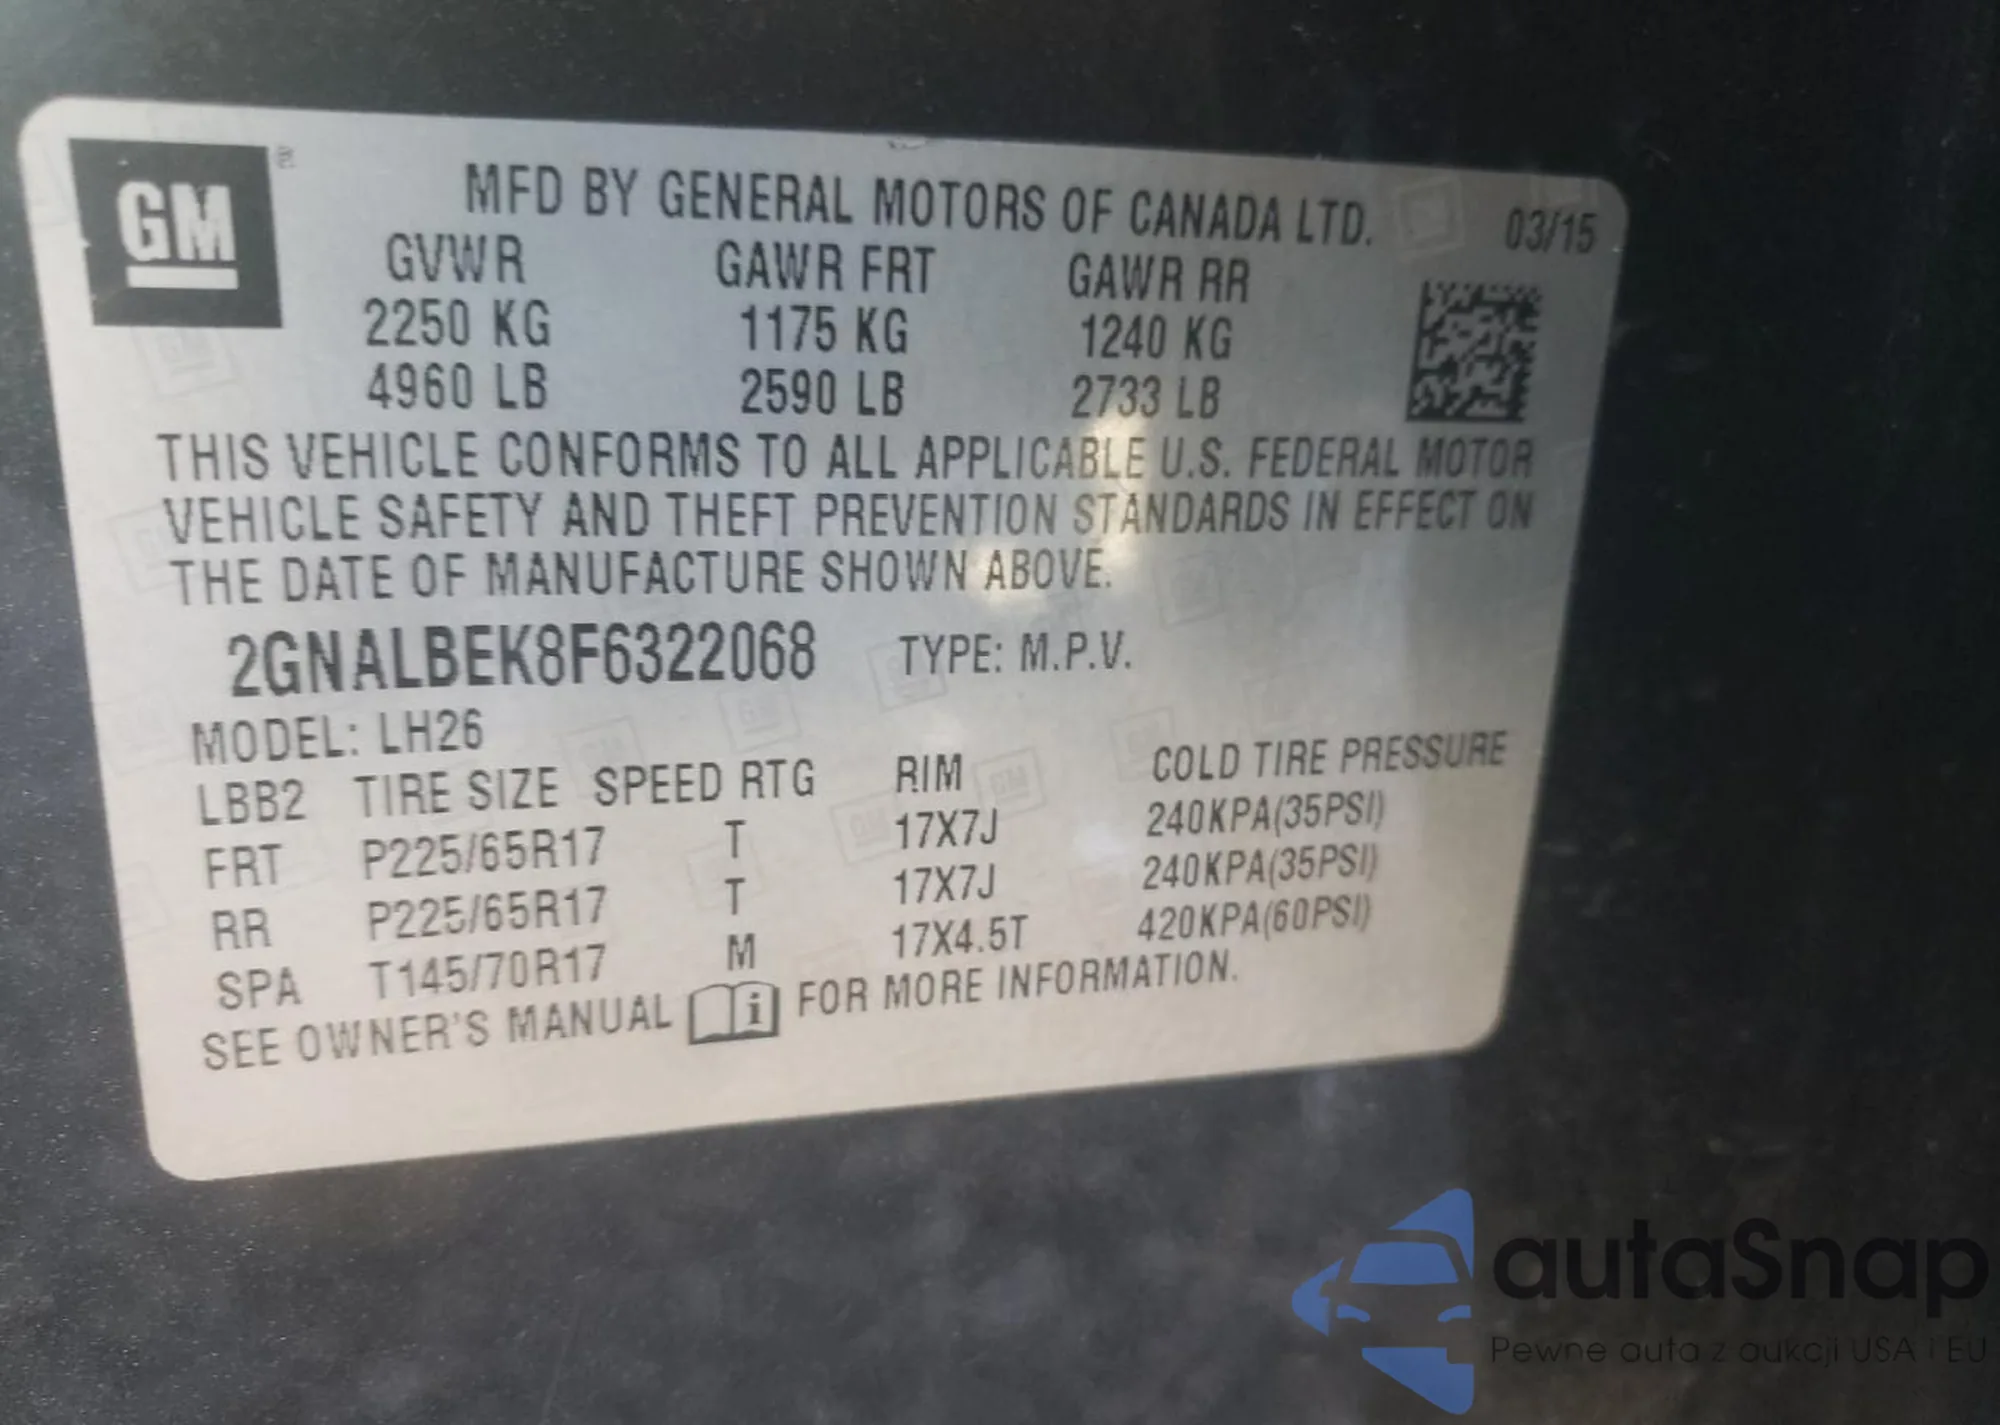 GM ®
MFD BY GENERAL MOTORS OF CANADA LTD. 03/15
GVWR GAWR FRT GAWR RR
2250 KG 1175 KG 1240 KG
4960 LB 2590 LB 2733 LB
THIS VEHICLE CONFORMS TO ALL APPLICABLE U.S. FEDERAL MOTOR
VEHICLE SAFETY AND THEFT PREVENTION STANDARDS IN EFFECT ON
THE DATE OF MANUFACTURE SHOWN ABOVE.
2GNALBEK8F6322068 TYPE: M.P.V.
MODEL: LH26
LBB2 TIRE SIZE SPEED RTG RIM COLD TIRE PRESSURE
FRT P225/65R17 T 17X7J 240KPA(35PSI)
RR P225/65R17 T 17X7J 240KPA(35PSI)
SPA T145/70R17 M 17X4.5T 420KPA(60PSI)
SEE OWNER'S MANUAL i FOR MORE INFORMATION.
autaSnap
Pewne auta z aukcji USA i EU